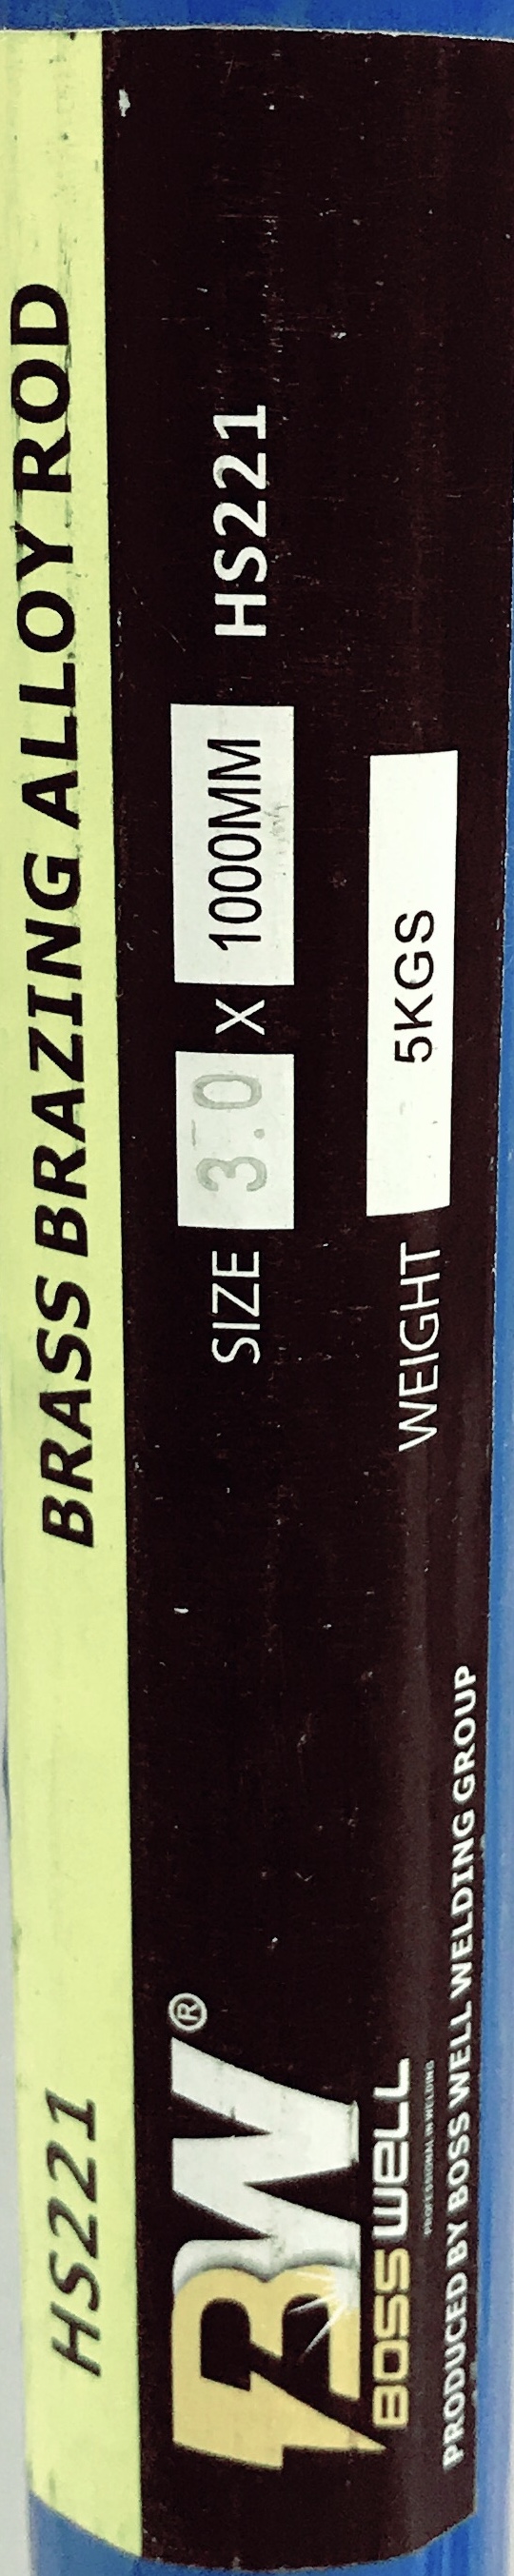 HS221 BRASS BRAZING ALLOY ROD
BW®
BOSS WELL
PROFESSIONAL IN WELDING
SIZE 3.0 X 1000MM HS221
WEIGHT 5KGS
PRODUCED BY BOSS WELL WELDING GROUP